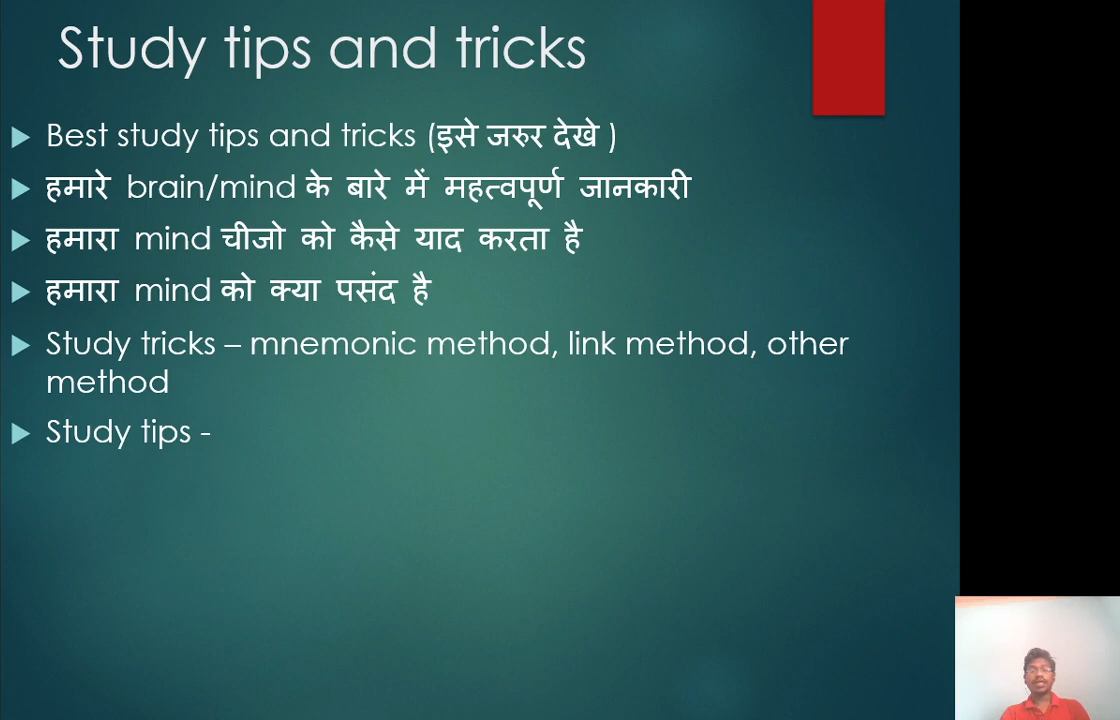 Study tips and tricks
Best study tips and tricks (इसे जरुर देखे )
हमारे brain/mind के बारे में महत्वपूर्ण जानकारी
हमारा mind चीजो को कैसे याद करता है
हमारा mind को क्या पसंद है
Study tricks – mnemonic method, link method, other
method
Study tips -